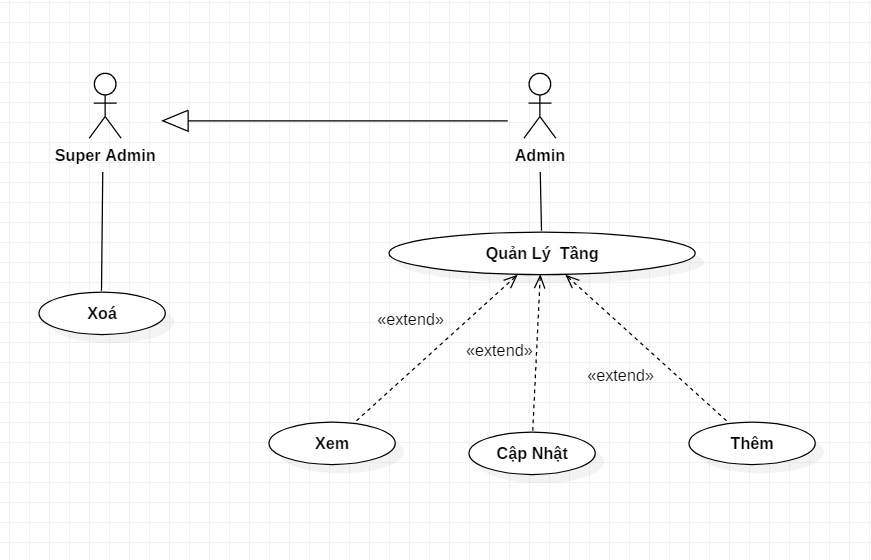 Super Admin
Admin
Quản Lý  Tầng
Xoá
«extend»
«extend»
«extend»
Xem
Cập Nhật
Thêm